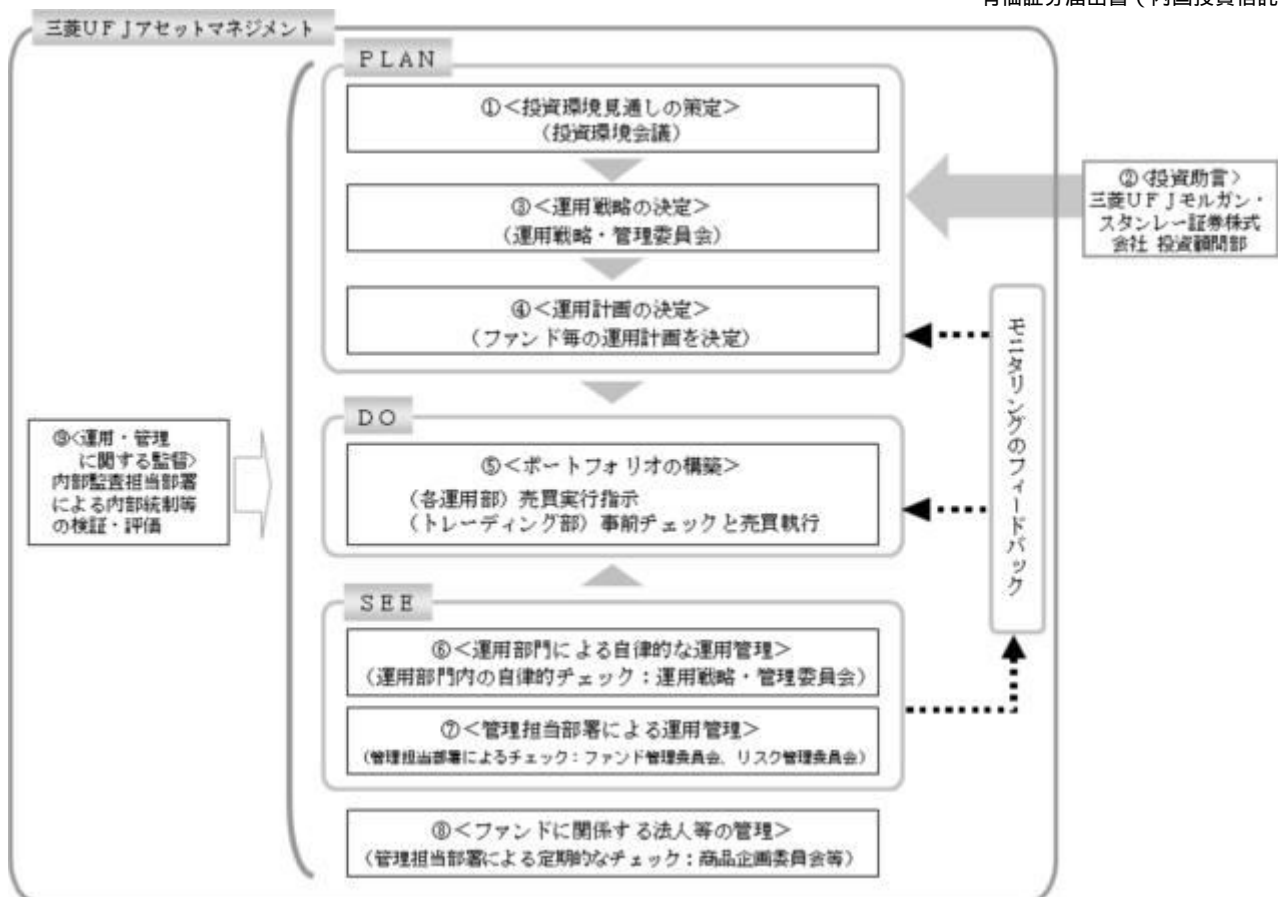 有価証券届出書(内国投資信託
三菱UFJアセットマネジメント
PLAN
①<投資環境見通しの策定>
(投資環境会議)
②<投資助言>
三菱UFJモルガン・
スタンレー証券株式
会社 投資顧問部
③<運用戦略の決定>
(運用戦略・管理委員会)
④<運用計画の決定>
(ファンド毎の運用計画を決定)
モニタリングのフィードバック
DO
⑤<ポートフォリオの構築>
(各運用部)売買実行指示
(トレーディング部)事前チェックと売買執行
⑨<運用・管理
に関する監督>
内部監査担当部署
による内部統制等
の検証・評価
SEE
⑥<運用部門による自律的な運用管理>
(運用部門内の自律的チェック:運用戦略・管理委員会)
⑦<管理担当部署による運用管理>
(管理担当部署によるチェック:ファンド管理委員会、リスク管理委員会)
⑧<ファンドに関係する法人等の管理>
(管理担当部署による定期的なチェック:商品企画委員会等)